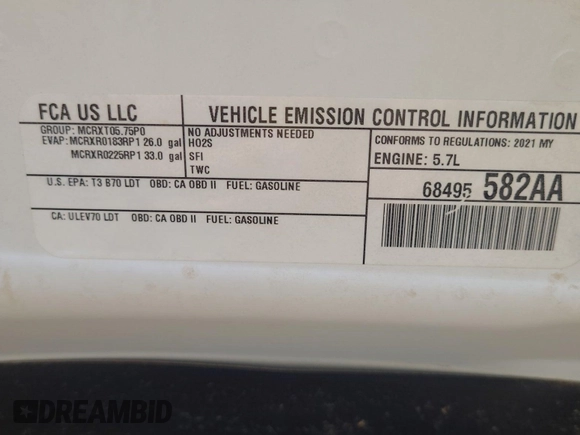 FCA US LLC
VEHICLE EMISSION CONTROL INFORMATION
GROUP: MCRXT05.75P0
EVAP: MCRXR0183RP1 26.0 gal
MCRXR0225RP1 33.0 gal
NO ADJUSTMENTS NEEDED
HO2S
SFI
TWC
CONFORMS TO REGULATIONS: 2021 MY
ENGINE: 5.7L
U.S. EPA: T3 B70 LDT OBD: CA OBD II FUEL: GASOLINE
CA: ULEV70 LDT OBD: CA OBD II FUEL: GASOLINE
68495 582AA
DREAMBID